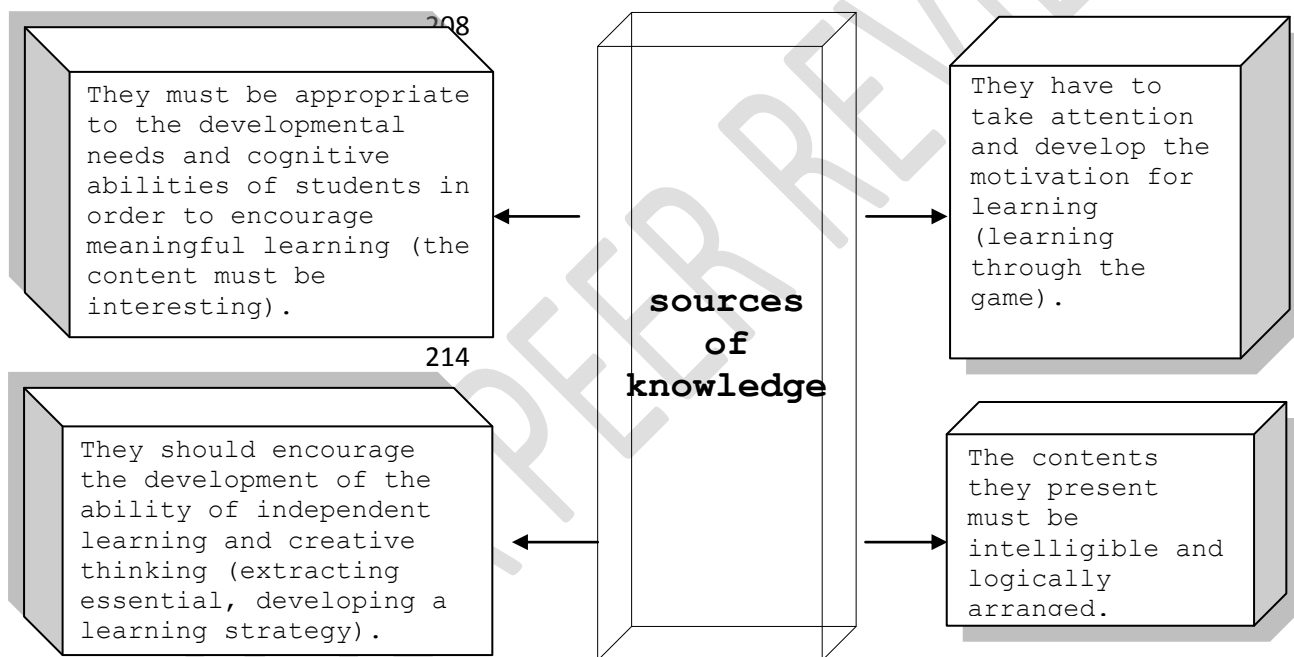 208
They must be appropriate
to the developmental
needs and cognitive
abilities of students in
order to encourage
meaningful learning (the
content must be
interesting).
They have to
take attention
and develop the
motivation for
learning
(learning
through the
game).
sources
of
knowledge
214
They should encourage
the development of the
ability of independent
learning and creative
thinking (extracting
essential, developing a
learning strategy).
The contents
they present
must be
intelligible and
logically
arranged.
PEER REVIE